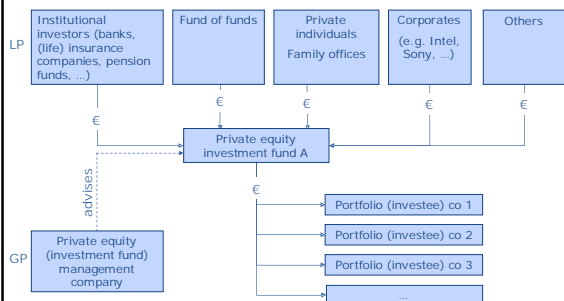 LP
Institutional
investors (banks,
(life) insurance
companies, pension
funds, ...)
Fund of funds
Private
individuals
Family offices
Corporates
(e.g. Intel,
Sony, ...)
Others
€
€
€
€
€
Private equity
investment fund A
advises
€
Portfolio (investee) co 1
Portfolio (investee) co 2
Portfolio (investee) co 3
...
GP
Private equity
(investment fund)
management
company